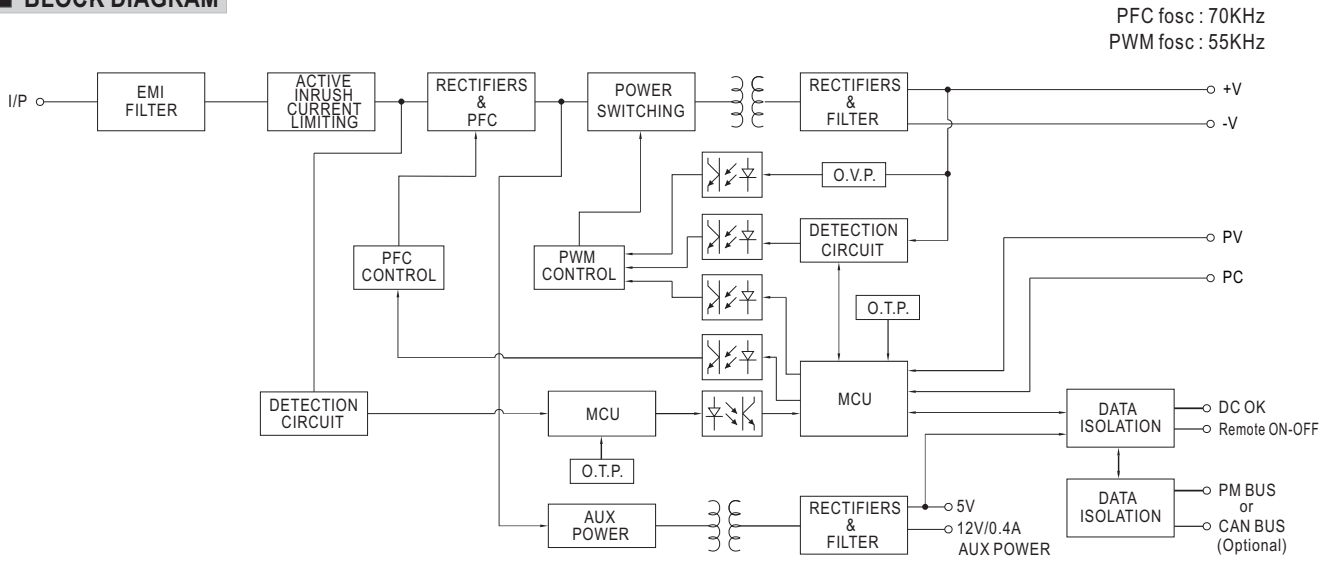 BLOCK DIAGRAM
PFC fosc : 70KHz
PWM fosc : 55KHz
I/P
EMI
FILTER
ACTIVE
INRUSH
CURRENT
LIMITING
RECTIFIERS
&
PFC
POWER
SWITCHING
RECTIFIERS
&
FILTER
+V
-V
O.V.P.
DETECTION
CIRCUIT
PFC
CONTROL
PWM
CONTROL
PV
PC
O.T.P.
MCU
DETECTION
CIRCUIT
MCU
O.T.P.
DATA
ISOLATION
DC OK
Remote ON-OFF
AUX
POWER
RECTIFIERS
&
FILTER
5V
12V/0.4A
AUX POWER
DATA
ISOLATION
PM BUS
or
CAN BUS
(Optional)